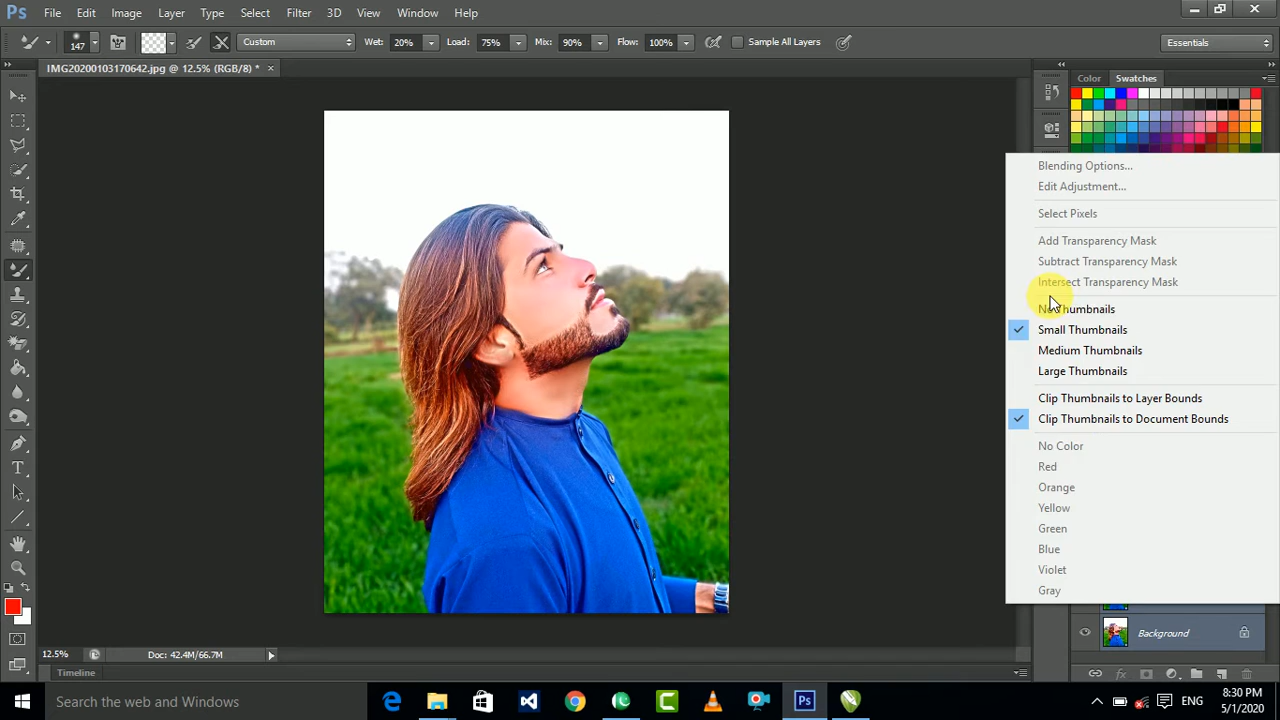 Ps File Edit Image Layer Type Select Filter 3D View Window Help
147 Custom Wet: 20% Load: 75% Mix: 90% Flow: 100% Sample All Layers Essentials
IMG20200103170642.jpg @ 12.5% (RGB/8) * ×
Color Swatches
Blending Options...
Edit Adjustment...
Select Pixels
Add Transparency Mask
Subtract Transparency Mask
Intersect Transparency Mask
No Thumbnails
Small Thumbnails
Medium Thumbnails
Large Thumbnails
Clip Thumbnails to Layer Bounds
Clip Thumbnails to Document Bounds
No Color
Red
Orange
Yellow
Green
Blue
Violet
Gray
Background
12.5% Doc: 42.4M/66.7M
Timeline
Search the web and Windows
Ps
ENG
8:30 PM
5/1/2020